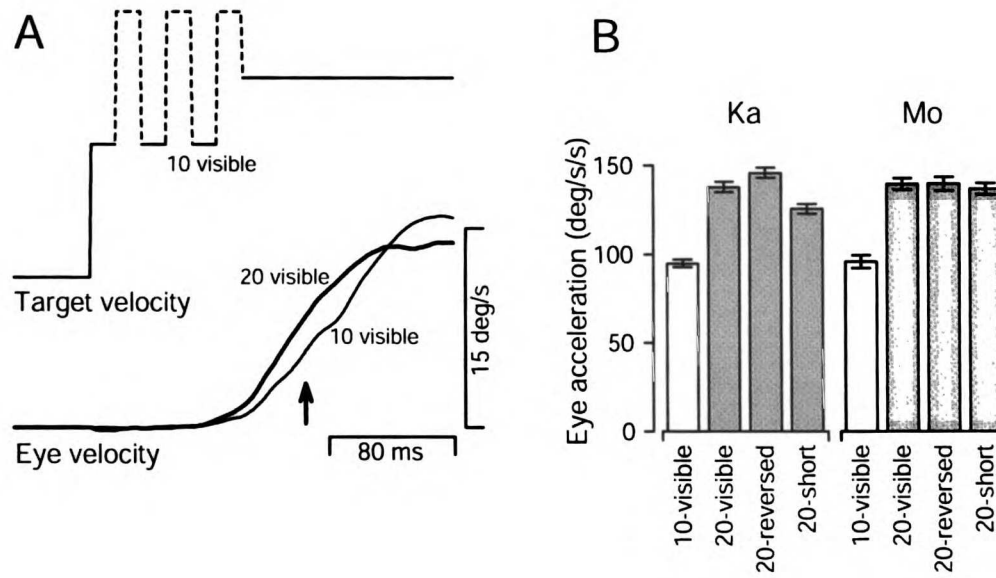 A
10 visible
Target velocity
20 visible
10 visible
15 deg/s
Eye velocity
80 ms
B
Ka
Mo
Eye acceleration (deg/s/s)
150
100
50
0
10-visible
20-visible
20-reversed
20-short
10-visible
20-visible
20-reversed
20-short